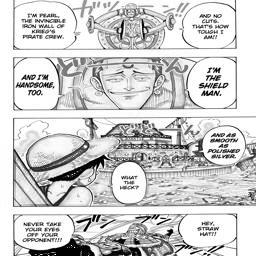 AND NO
CUTS.
THAT'S HOW
TOUGH I
AM!!
I'M PEARL,
THE INVINCIBLE
IRON WALL OF
KRIEG'S
PIRATE CREW.
I'M
THE SHIELD
MAN.
AND I'M
HANDSOME,
TOO.
AND AS
SMOOTH
AS
POLISHED
SILVER.
WHAT
THE HECK?
HEY,
STRAW
HAT!!
NEVER TAKE
YOUR EYES
OFF YOUR
OPPONENT!!!